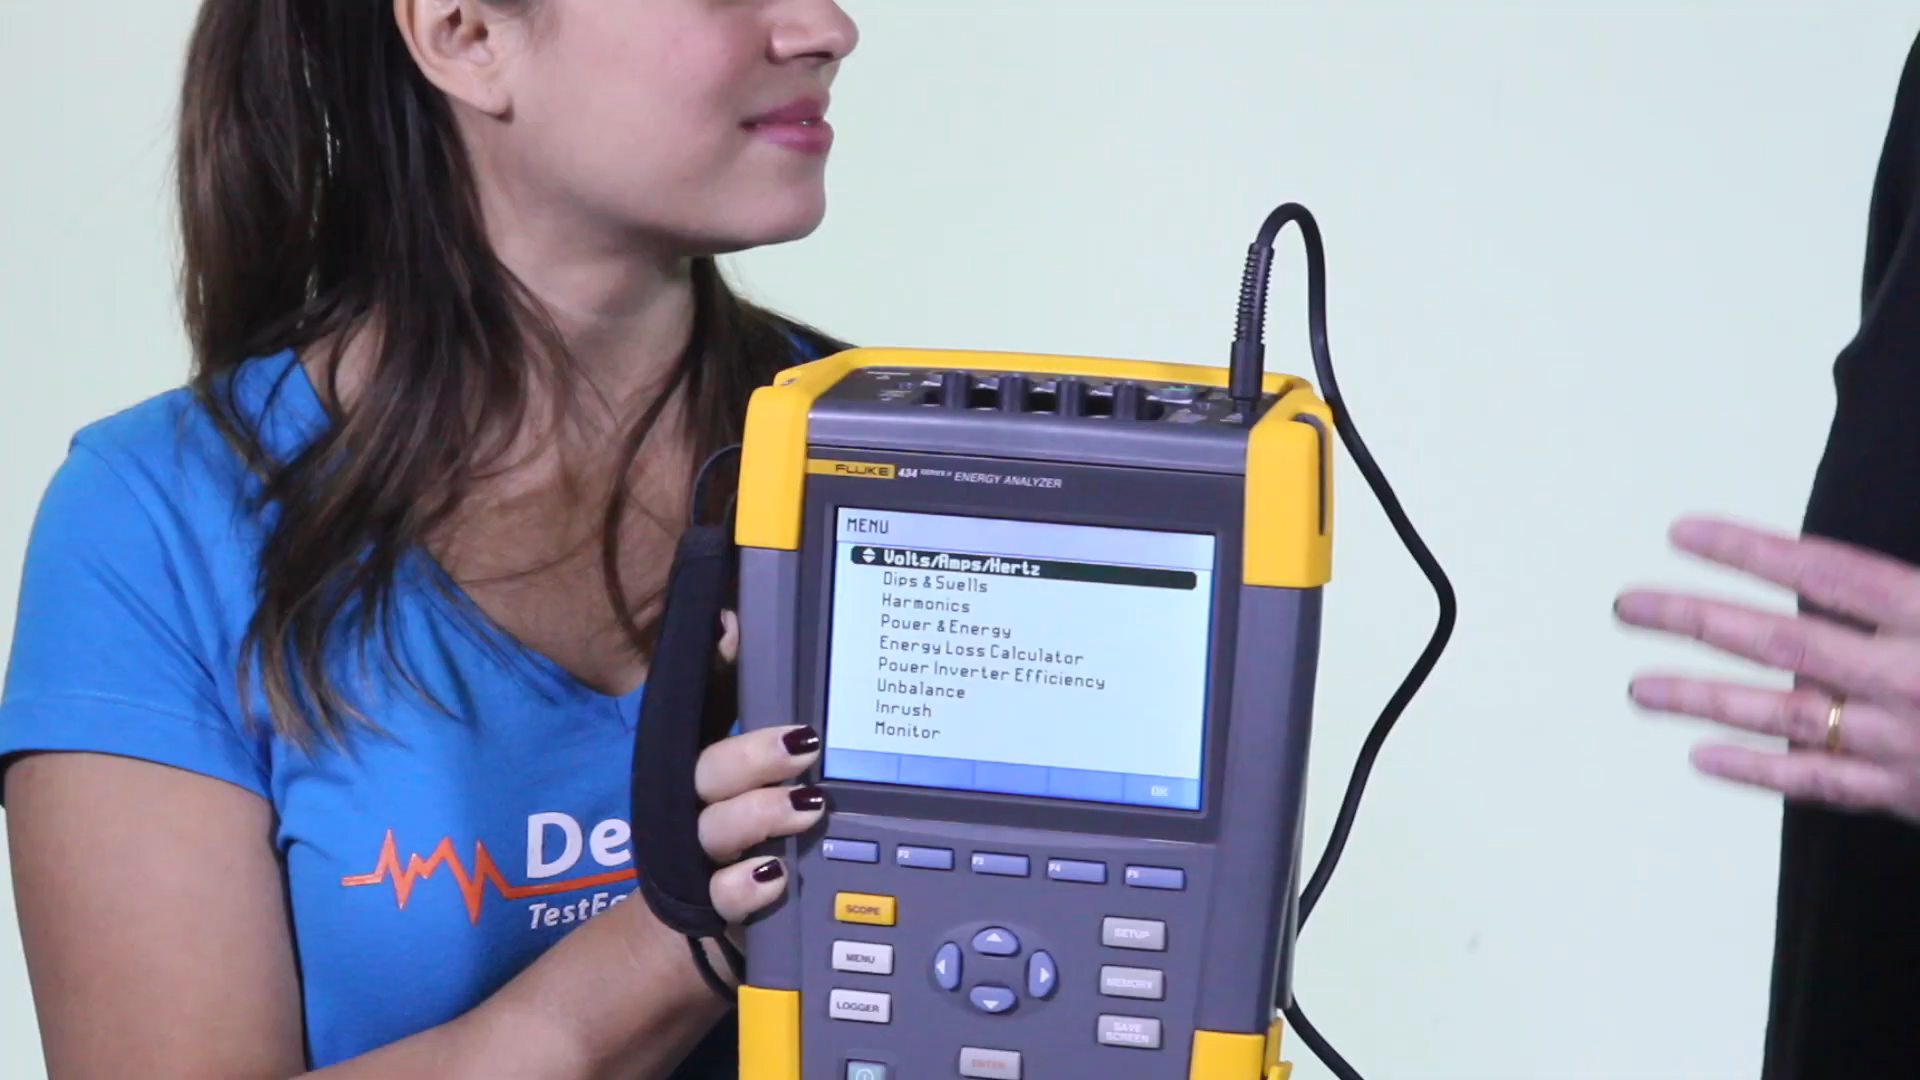 FLUKE 434 SERIES II ENERGY ANALYZER
MENU
Volts/Amps/Hertz
Dips & Swells
Harmonics
Power & Energy
Energy Loss Calculator
Power Inverter Efficiency
Unbalance
Inrush
Monitor
OK
De
TestE
F1 F2 F3 F4 F5
SCOPE
SETUP
MENU
MEMORY
LOGGER
SAVE
SCREEN
ENTER